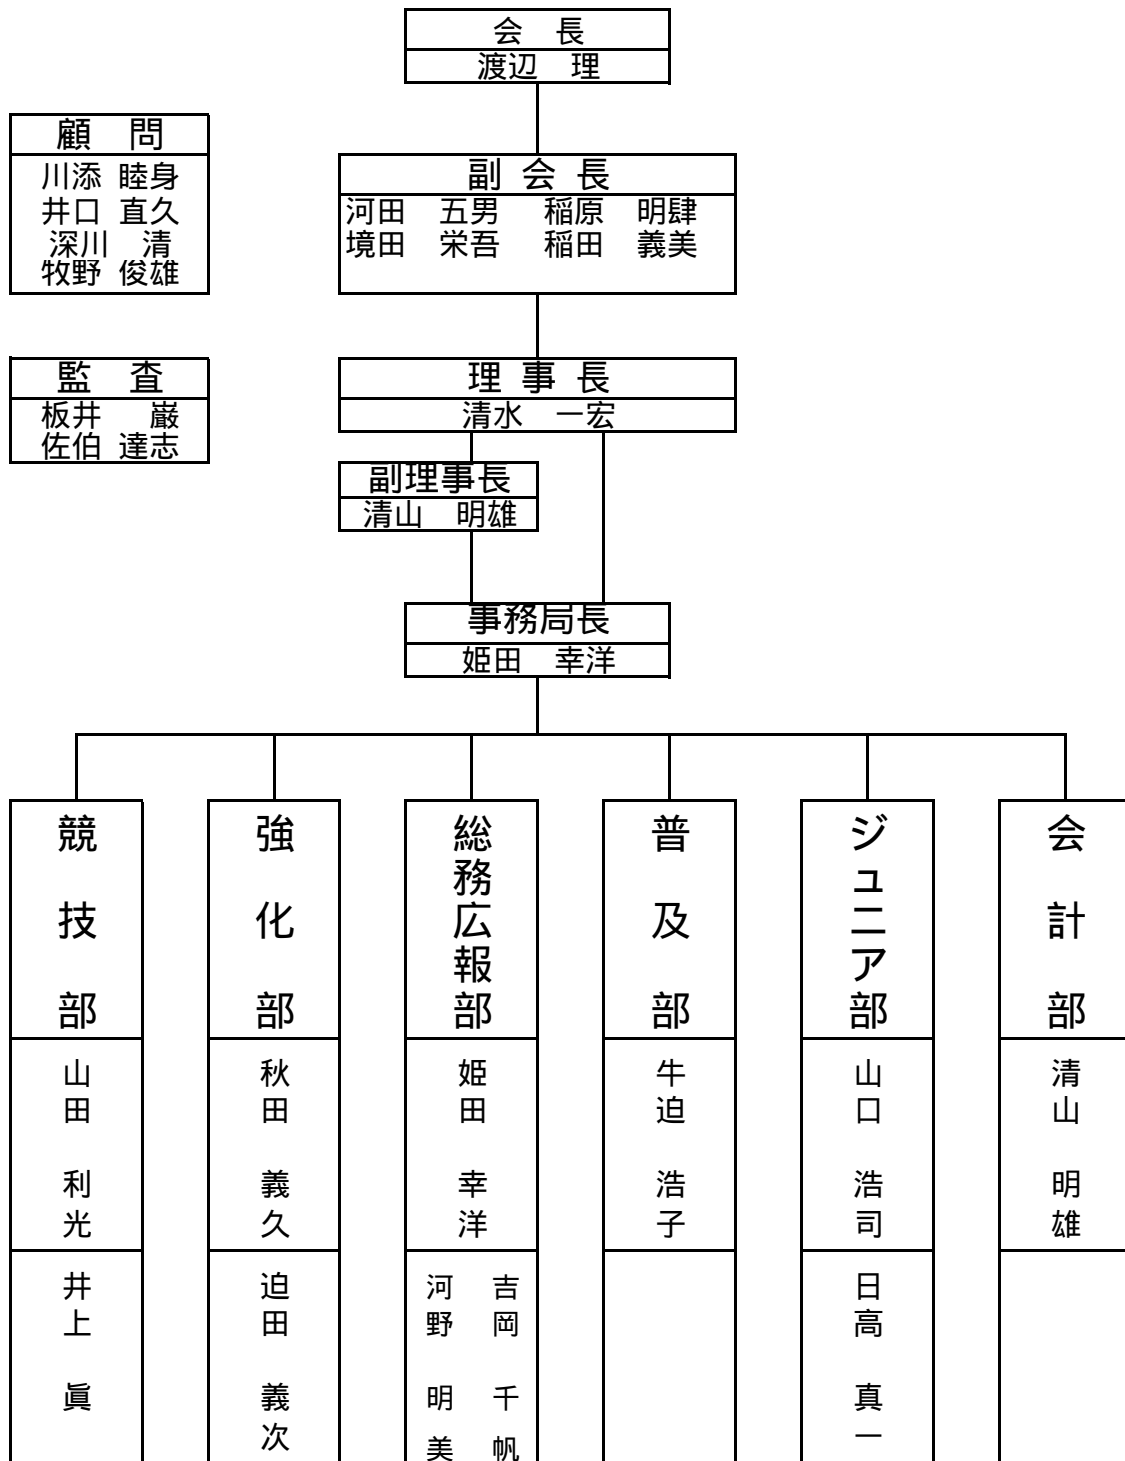 会　長
渡辺　理
顧　問
川添 睦身
井口 直久
深川　清
牧野 俊雄
副 会 長
河田　五男　稲原　明肆
境田　栄吾　稲田　義美
監　査
板井　巌
佐伯 達志
理 事 長
清水　一宏
副理事長
清山　明雄
事務局長
姫田　幸洋
競技部
山田　利光
井上　眞
強化部
秋田　義久
迫田　義次
総務広報部
姫田　幸洋
河野　明美
吉岡　千帆
普及部
牛迫　浩子
ジュニア部
山口　浩司
日高　真一
会計部
清山　明雄